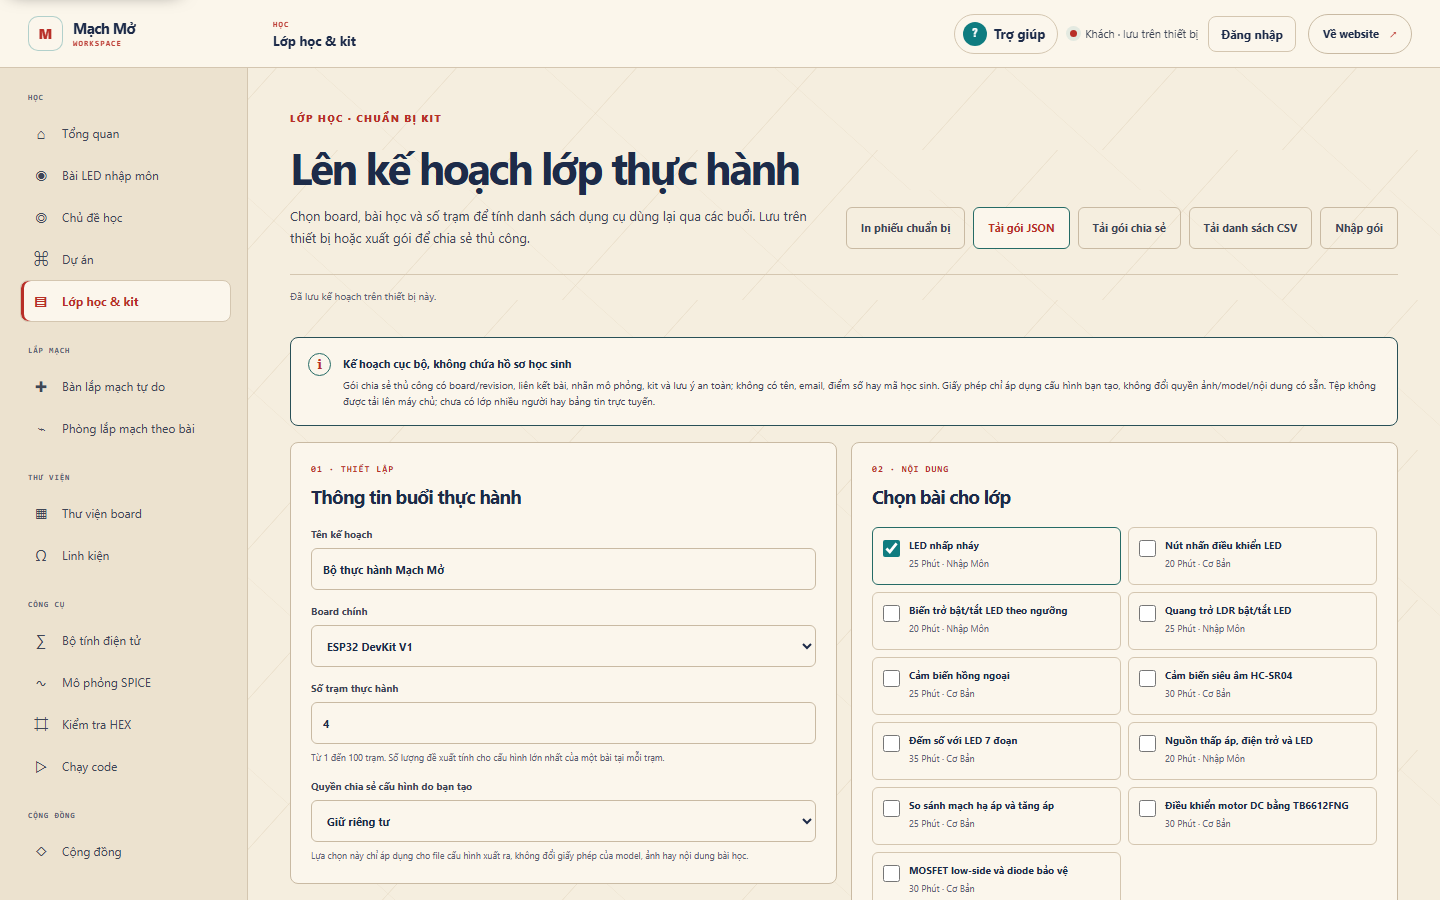 M
Mạch Mở
WORKSPACE
HỌC
Lớp học & kit
? Trợ giúp
Khách · lưu trên thiết bị
Đăng nhập
Về website ↗
HỌC
Tổng quan
Bài LED nhập môn
Chủ đề học
Dự án
Lớp học & kit
LẮP MẠCH
Bàn lắp mạch tự do
Phòng lắp mạch theo bài
THƯ VIỆN
Thư viện board
Linh kiện
CÔNG CỤ
Bộ tính điện tử
Mô phỏng SPICE
Kiểm tra HEX
Chạy code
CỘNG ĐỒNG
Cộng đồng
LỚP HỌC · CHUẨN BỊ KIT
Lên kế hoạch lớp thực hành
Chọn board, bài học và số trạm để tính danh sách dụng cụ dùng lại qua các buổi. Lưu trên
thiết bị hoặc xuất gói để chia sẻ thủ công.
In phiếu chuẩn bị
Tải gói JSON
Tải gói chia sẻ
Tải danh sách CSV
Nhập gói
Đã lưu kế hoạch trên thiết bị này.
i
Kế hoạch cục bộ, không chứa hồ sơ học sinh
Gói chia sẻ thủ công có board/revision, liên kết bài, nhãn mô phỏng, kit và lưu ý an toàn; không có tên, email, điểm số hay mã học sinh. Giấy phép chỉ áp dụng cấu hình bạn tạo, không đổi quyền ảnh/model/nội dung có sẵn. Tệp không
được tải lên máy chủ; chưa có lớp nhiều người hay bảng tin trực tuyến.
01 · THIẾT LẬP
Thông tin buổi thực hành
Tên kế hoạch
Bộ thực hành Mạch Mở
Board chính
ESP32 DevKit V1
Số trạm thực hành
4
Từ 1 đến 100 trạm. Số lượng đề xuất tính cho cấu hình lớn nhất của một bài tại mỗi trạm.
Quyền chia sẻ cấu hình do bạn tạo
Giữ riêng tư
Lựa chọn này chỉ áp dụng cho file cấu hình xuất ra, không đổi giấy phép của model, ảnh hay nội dung bài học.
02 · NỘI DUNG
Chọn bài cho lớp
LED nhấp nháy
25 Phút · Nhập Môn
Nút nhấn điều khiển LED
20 Phút · Cơ Bản
Biến trở bật/tắt LED theo ngưỡng
20 Phút · Nhập Môn
Quang trở LDR bật/tắt LED
25 Phút · Nhập Môn
Cảm biến hồng ngoại
25 Phút · Cơ Bản
Cảm biến siêu âm HC-SR04
30 Phút · Cơ Bản
Đếm số với LED 7 đoạn
35 Phút · Cơ Bản
Nguồn thấp áp, điện trở và LED
20 Phút · Nhập Môn
So sánh mạch hạ áp và tăng áp
25 Phút · Cơ Bản
Điều khiển motor DC bằng TB6612FNG
30 Phút · Cơ Bản
MOSFET low-side và diode bảo vệ
30 Phút · Cơ Bản